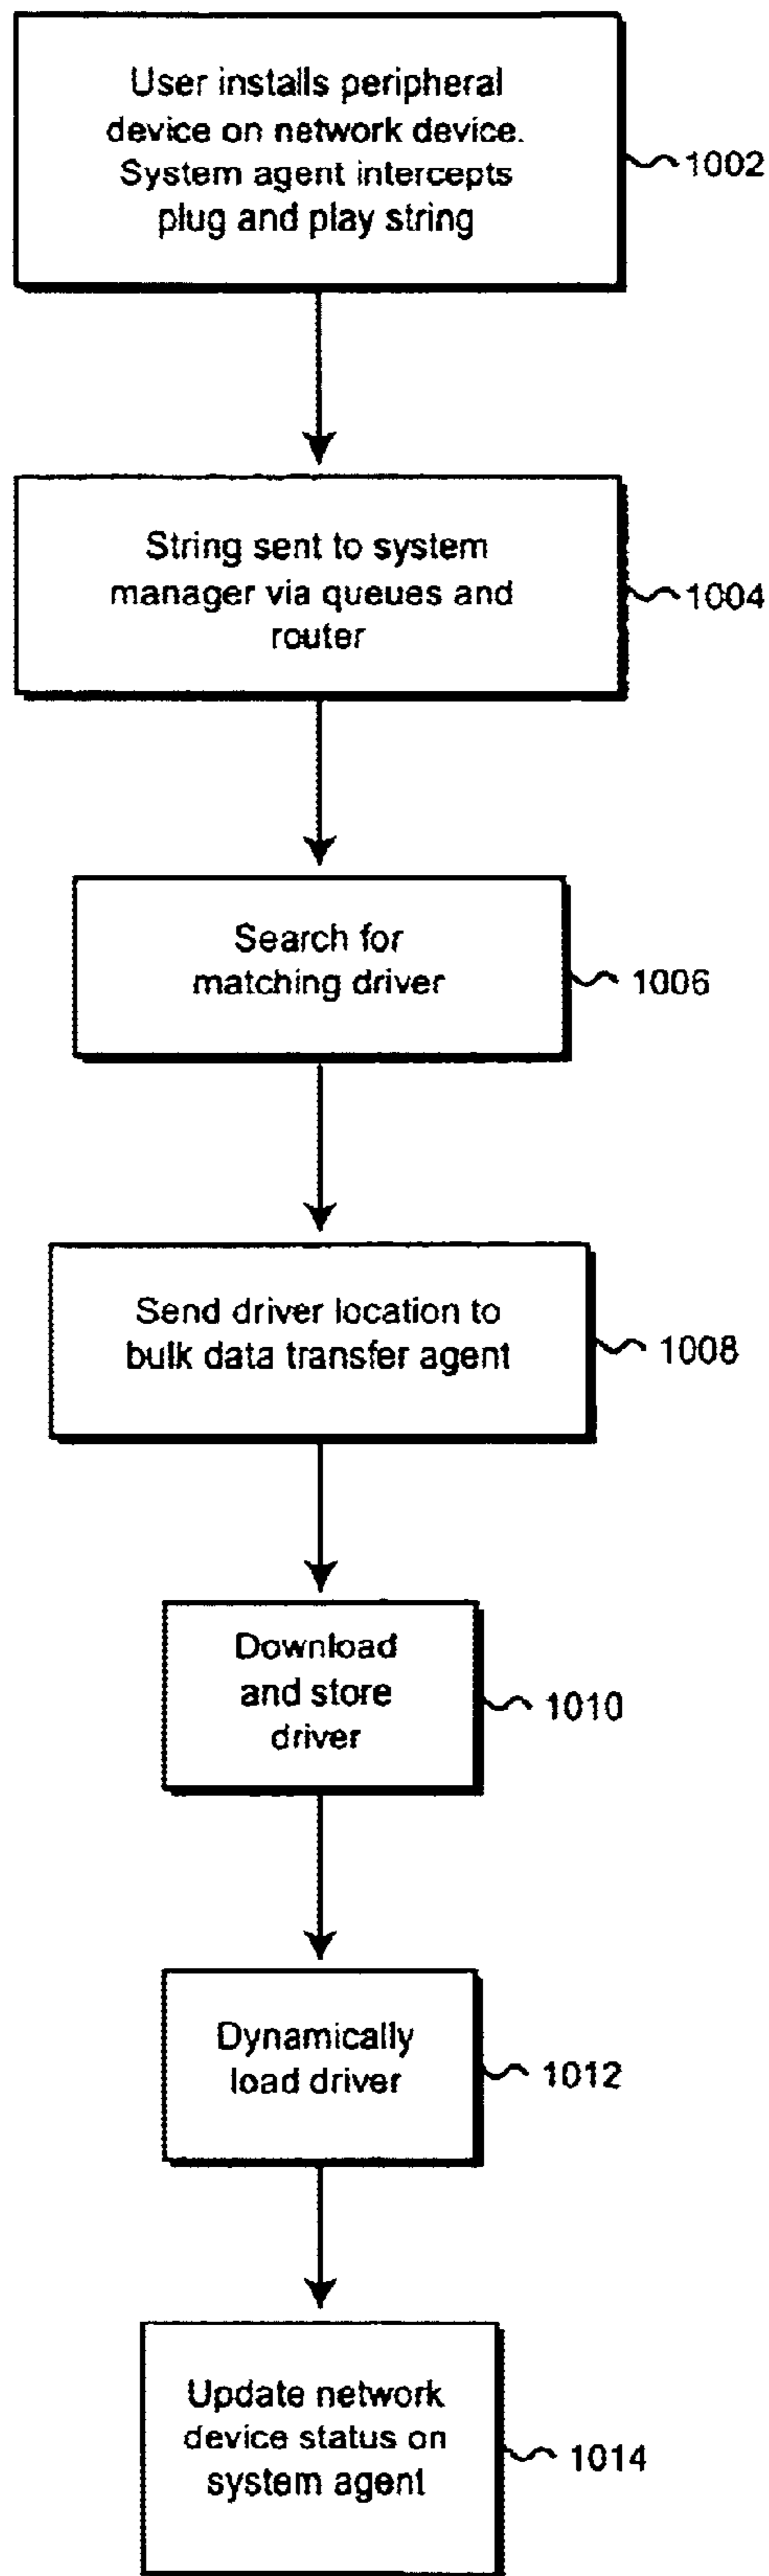 User installs peripheral
device on network device.
System agent intercepts
plug and play string
1002
String sent to system
manager via queues and
router
1004
Search for
matching driver
1006
Send driver location to
bulk data transfer agent
1008
Download
and store
driver
1010
Dynamically
load driver
1012
Update network
device status on
system agent
1014